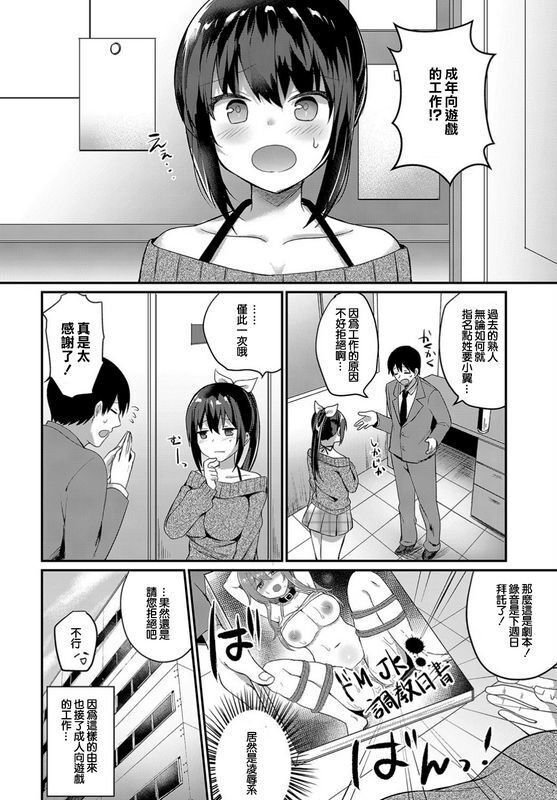 成年向遊戲
的工作!?
えぇ…
過去的熟人
無論如何就
指名點姓要小翼…
かくかく
しかじか
因爲工作的原因
不好拒絕啊…
……
僅此一次哦
むー…
真是太
感謝了！
那麼這是劇本！
錄音是下週日
拜託了！
ドMJK
調教白書
ばんっ！
居然是凌辱系
…果然還是
請您拒絕吧
不行
因爲這樣的由來
也接了成人向遊戲
的工作…